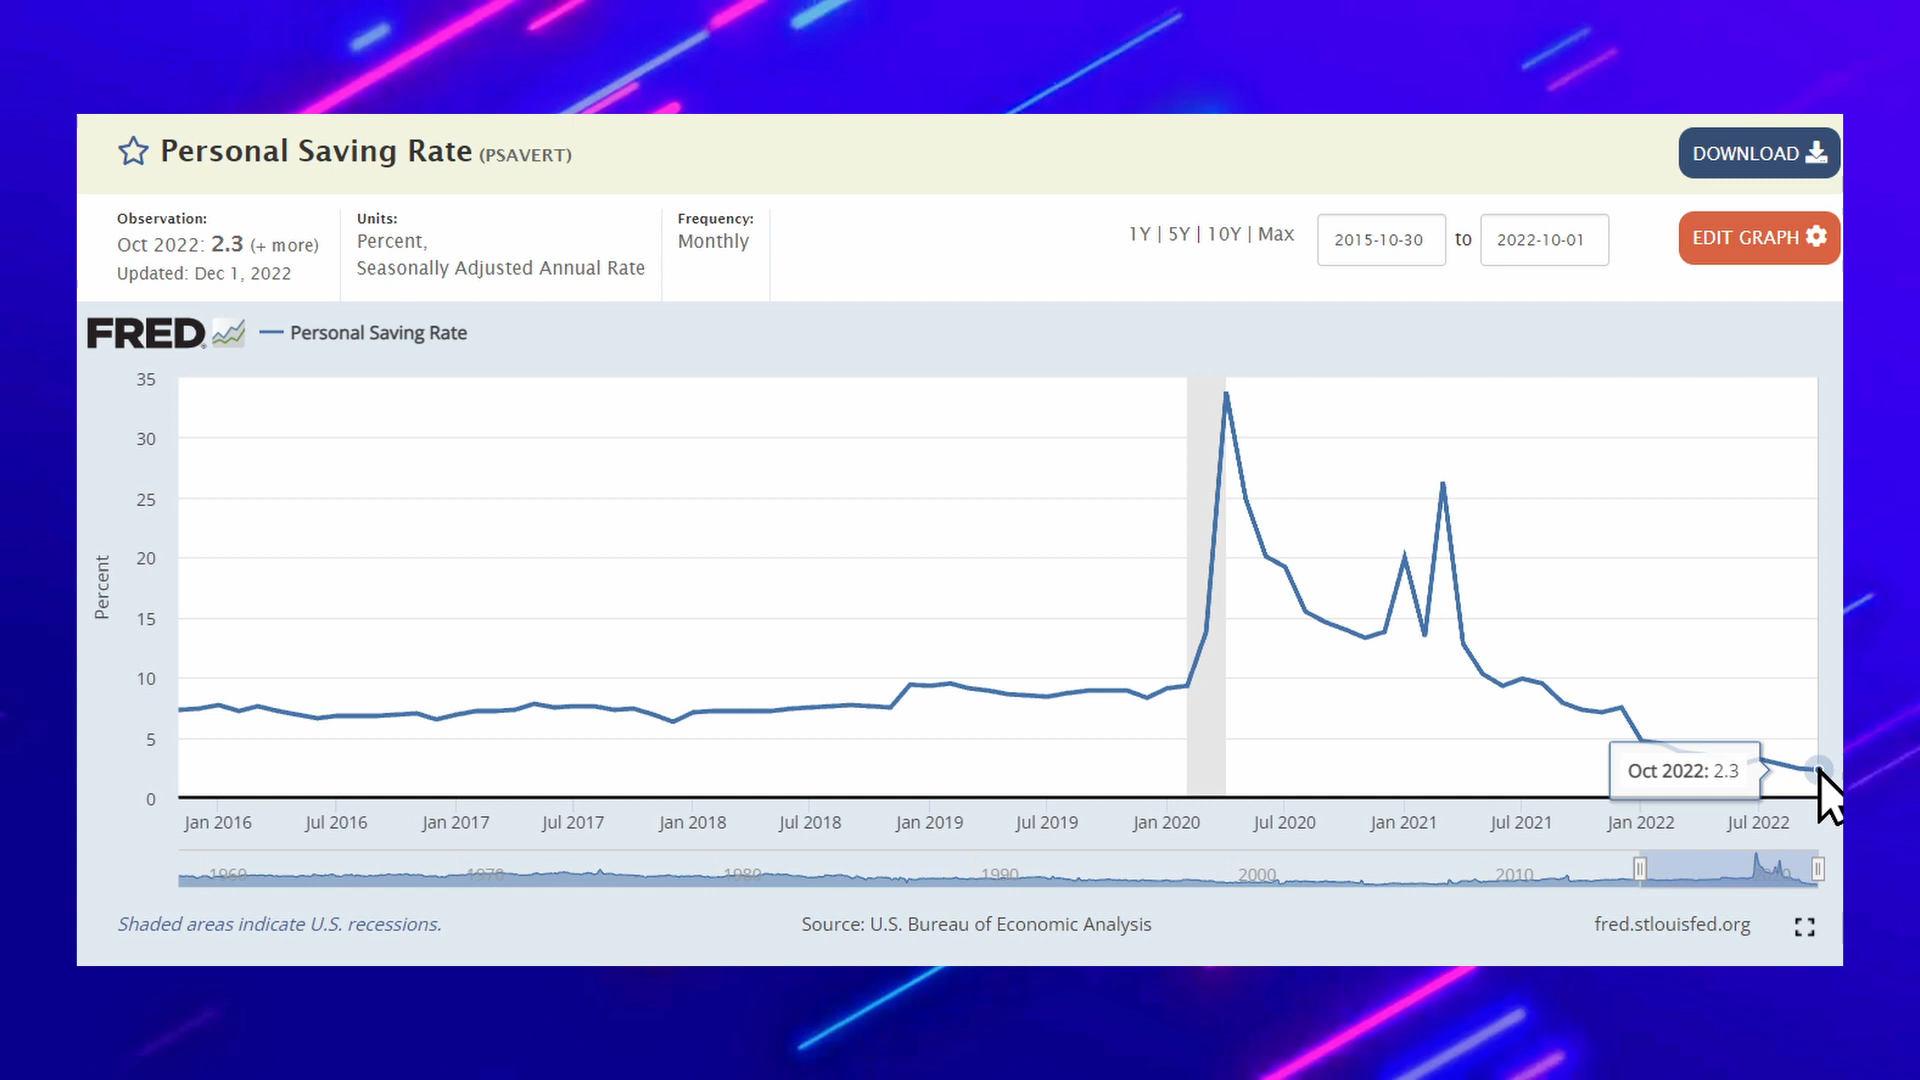 Personal Saving Rate (PSAVERT)
DOWNLOAD
Observation:
Oct 2022: 2.3 (+ more)
Updated: Dec 1, 2022
Units:
Percent,
Seasonally Adjusted Annual Rate
Frequency:
Monthly
1Y | 5Y | 10Y | Max
2015-10-30 to 2022-10-01
EDIT GRAPH
FRED
Personal Saving Rate
Percent
35
30
25
20
15
10
5
0
Oct 2022: 2.3
Jan 2016 Jul 2016 Jan 2017 Jul 2017 Jan 2018 Jul 2018 Jan 2019 Jul 2019 Jan 2020 Jul 2020 Jan 2021 Jul 2021 Jan 2022 Jul 2022
1960 1970 1980 1990 2000 2010
Shaded areas indicate U.S. recessions.
Source: U.S. Bureau of Economic Analysis
fred.stlouisfed.org